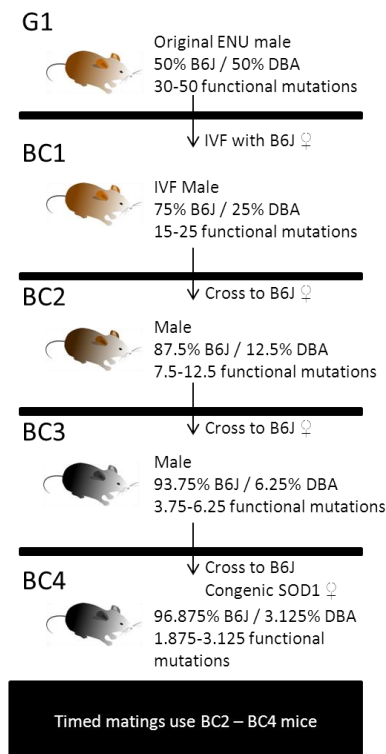 G1
Original ENU male
50% B6J / 50% DBA
30-50 functional mutations
IVF with B6J ♀
BC1
IVF Male
75% B6J / 25% DBA
15-25 functional mutations
Cross to B6J ♀
BC2
Male
87.5% B6J / 12.5% DBA
7.5-12.5 functional mutations
Cross to B6J ♀
BC3
Male
93.75% B6J / 6.25% DBA
3.75-6.25 functional mutations
Cross to B6J
Congenic SOD1 ♀
BC4
96.875% B6J / 3.125% DBA
1.875-3.125 functional
mutations
Timed matings use BC2 – BC4 mice